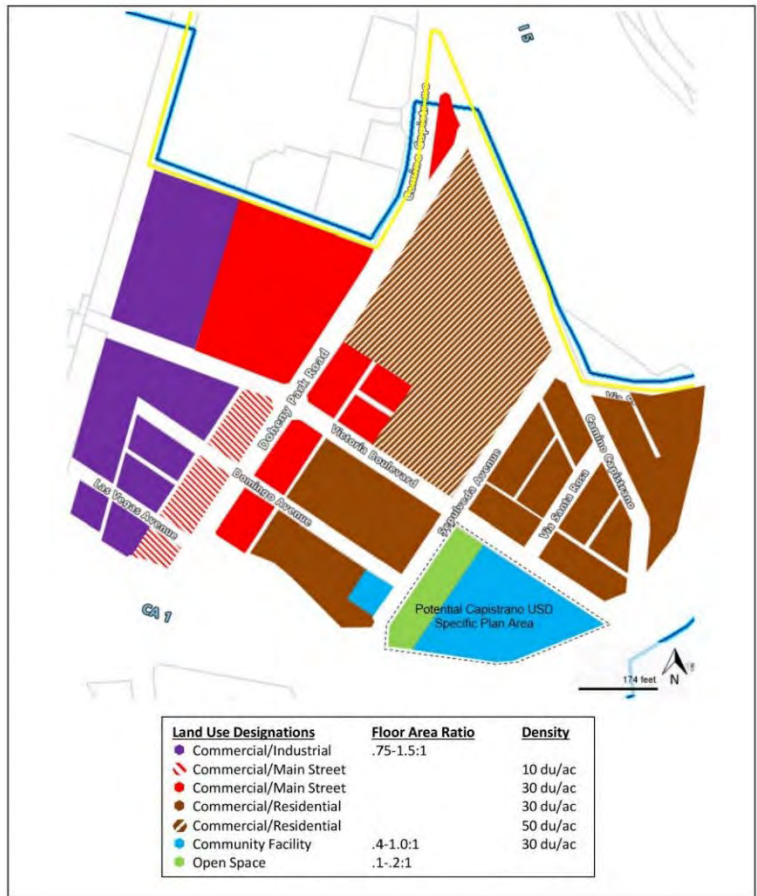 I 5
Camino Capistrano
Doheny Park Road
Victoria Boulevard
Camino Capistrano
Sepulveda Avenue
Via Santa Rosa
Domingo Avenue
Las Vegas Avenue
Potential Capistrano USD
Specific Plan Area
CA 1
174 feet
N
Land Use Designations Floor Area Ratio Density
Commercial/Industrial .75-1.5:1
Commercial/Main Street 10 du/ac
Commercial/Main Street 30 du/ac
Commercial/Residential 30 du/ac
Commercial/Residential 50 du/ac
Community Facility .4-1.0:1 30 du/ac
Open Space .1-.2:1